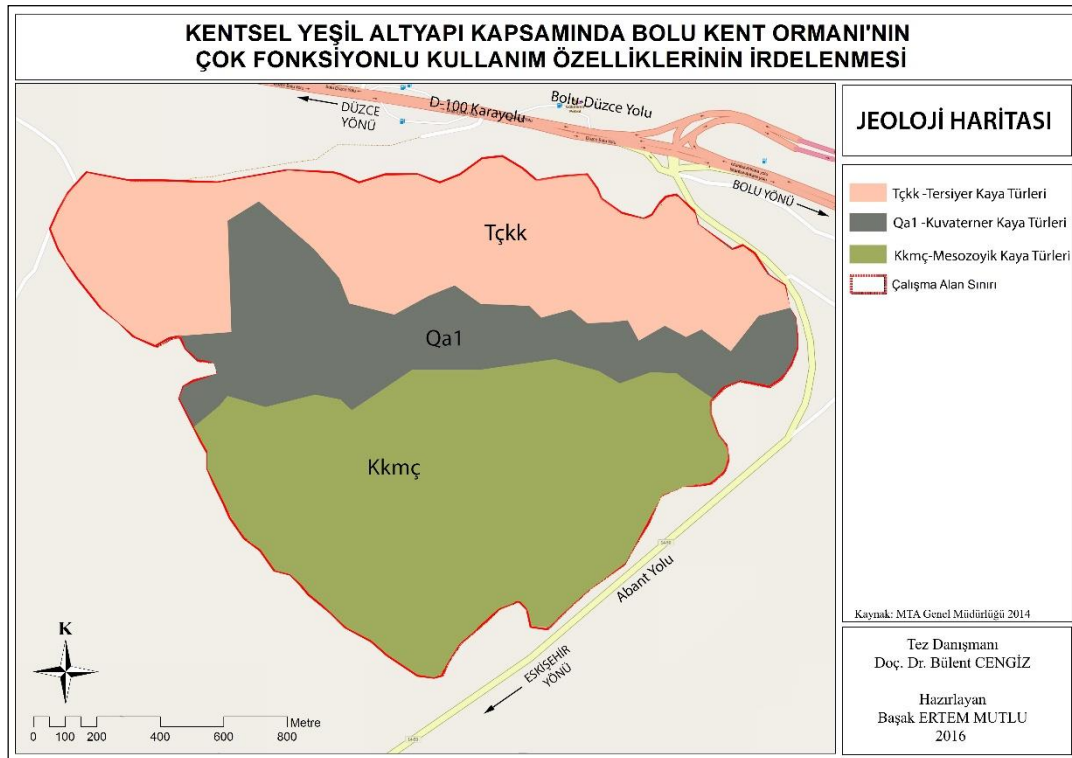 KENTSEL YEŞİL ALTYAPI KAPSAMINDA BOLU KENT ORMANI'NIN
ÇOK FONKSİYONLU KULLANIM ÖZELLİKLERİNİN İRDELENMESİ
DÜZCE
YÖNÜ
D-100 Karayolu
Bolu-Düzce Yolu
BOLU YÖNÜ
Tçkk
Qa1
Kkmç
Abant Yolu
ESKİŞEHİR
YÖNÜ
K
0 100 200 400 600 800
Metre
JEOLOJİ HARİTASI
Tçkk -Tersiyer Kaya Türleri
Qa1 -Kuvaterner Kaya Türleri
Kkmç-Mesozoyik Kaya Türleri
Çalışma Alan Sınırı
Kaynak: MTA Genel Müdürlüğü 2014
Tez Danışmanı
Doç. Dr. Bülent CENGİZ
Hazırlayan
Başak ERTEM MUTLU
2016